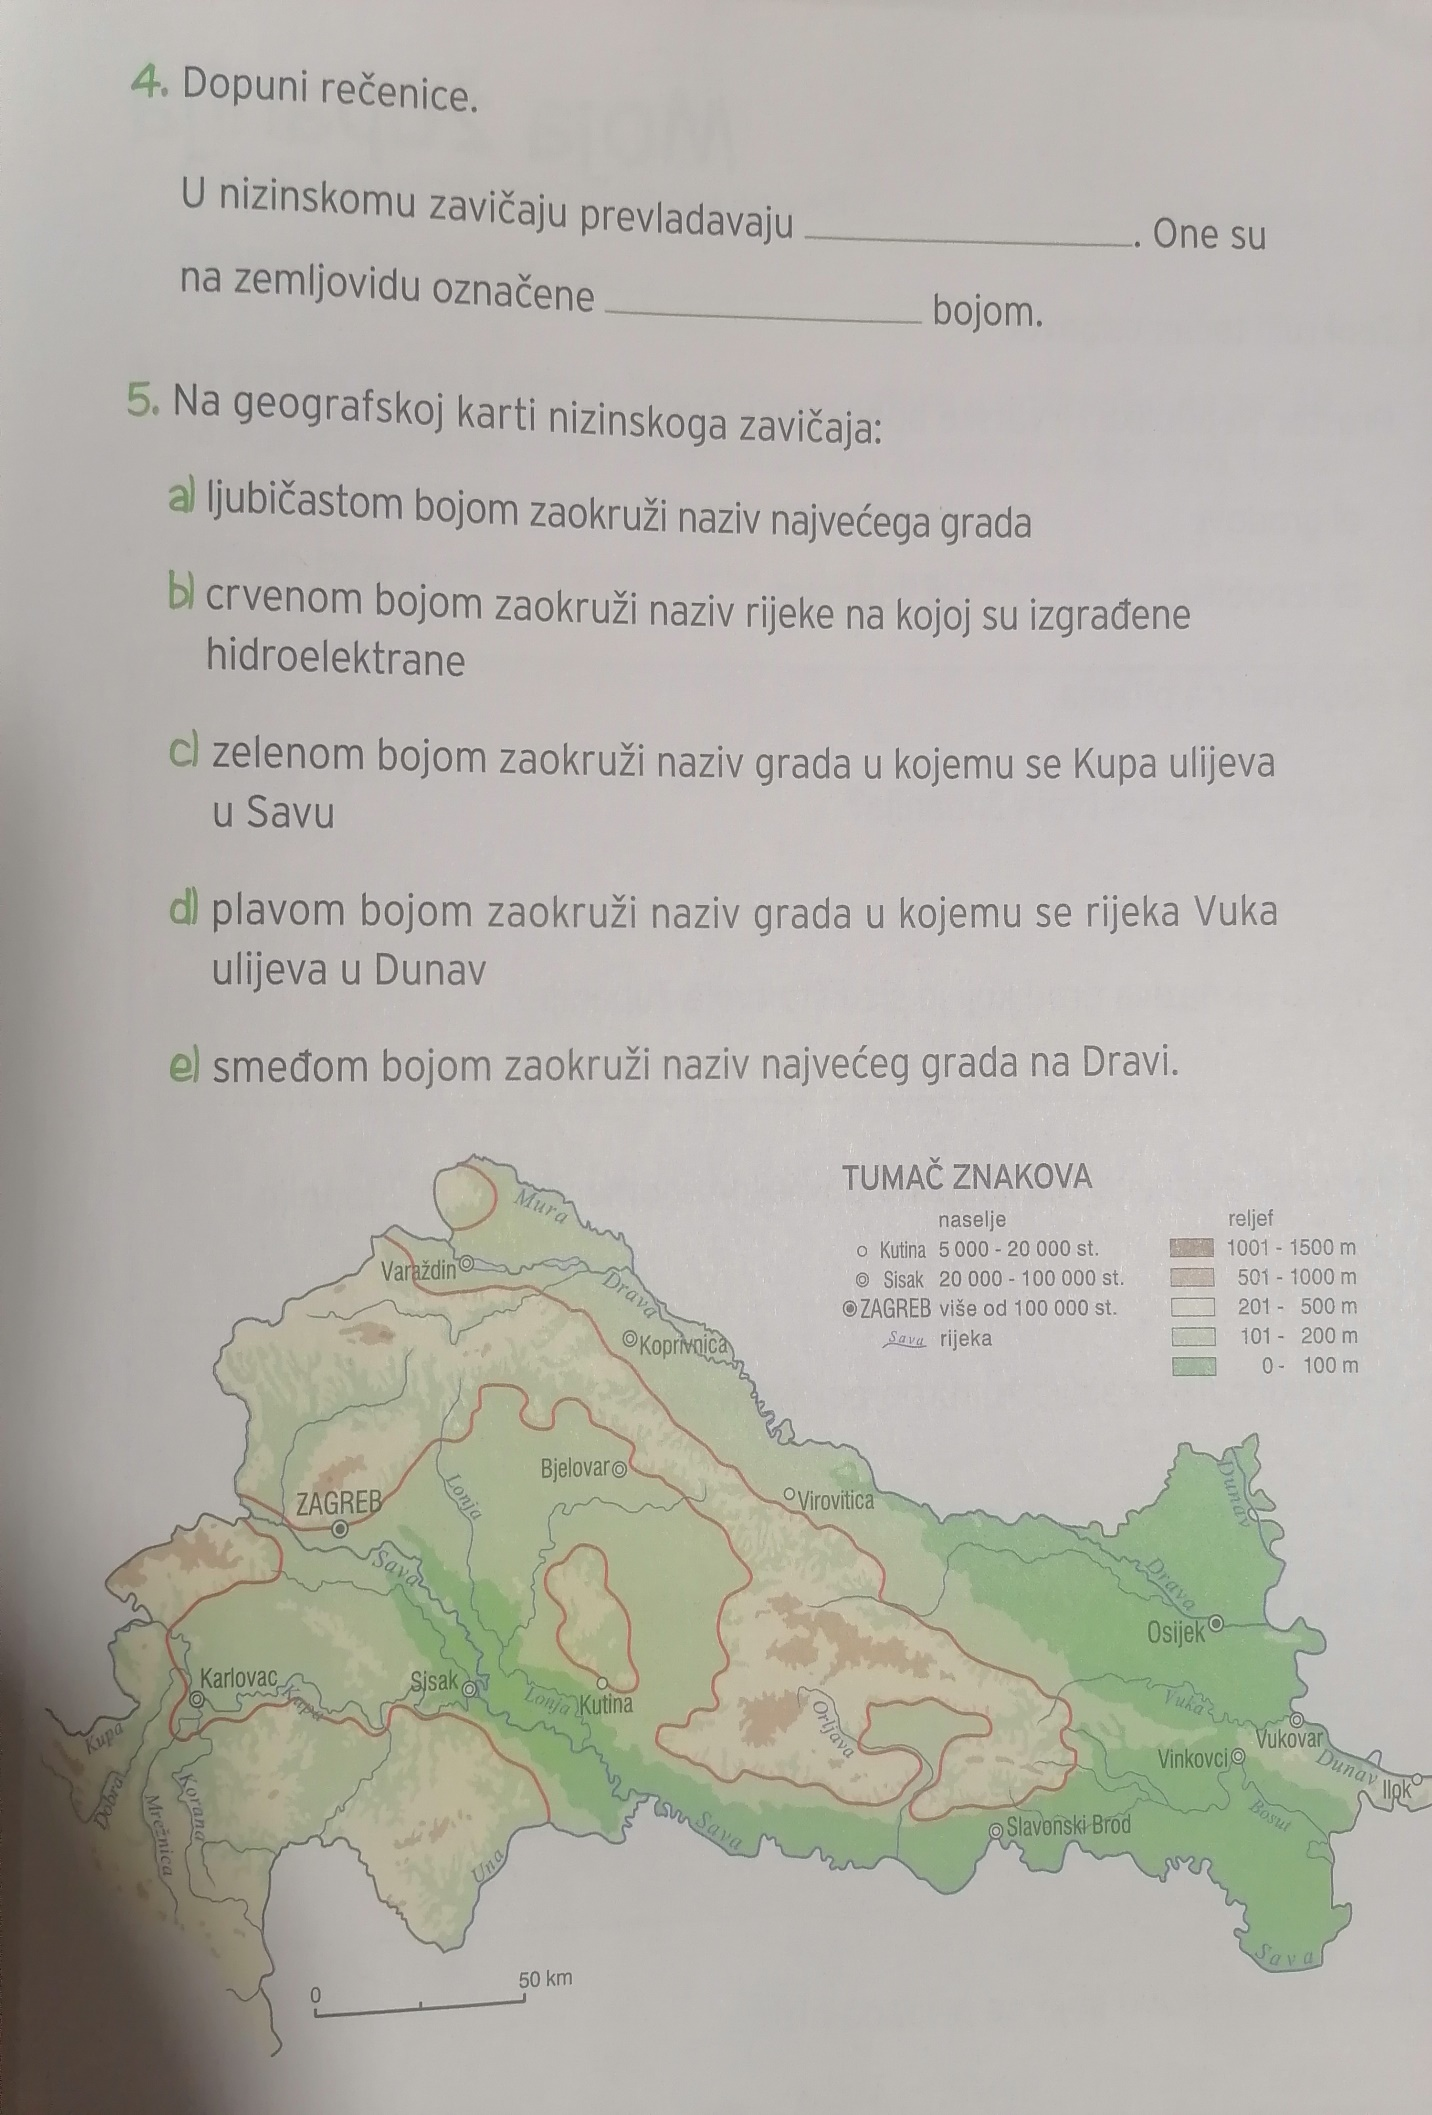 4. Dopuni rečenice.
U nizinskomu zavičaju prevladavaju ______________. One su
na zemljovidu označene ______________ bojom.
5. Na geografskoj karti nizinskoga zavičaja:
a) ljubičastom bojom zaokruži naziv najvećega grada
b) crvenom bojom zaokruži naziv rijeke na kojoj su izgrađene
hidroelektrane
c) zelenom bojom zaokruži naziv grada u kojemu se Kupa ulijeva
u Savu
d) plavom bojom zaokruži naziv grada u kojemu se rijeka Vuka
ulijeva u Dunav
e) smeđom bojom zaokruži naziv najvećeg grada na Dravi.
TUMAČ ZNAKOVA
naselje
Kutina 5 000 - 20 000 st.
Sisak 20 000 - 100 000 st.
ZAGREB više od 100 000 st.
Sava rijeka
reljef
1001 - 1500 m
501 - 1000 m
201 - 500 m
101 - 200 m
0 - 100 m
Mura
Varaždin
Drava
Koprivnica
Bjelovar
Lonja
ZAGREB
Virovitica
Dunav
Sava
Drava
Osijek
Karlovac
Kupa
Sisak
Lonja
Kutina
Orljava
Vuka
Vukovar
Kupa
Dobra
Mrežnica
Korana
Vinkovci
Dunav
Ilok
Sava
Slavonski Brod
Bosut
Una
Sava
0
50 km